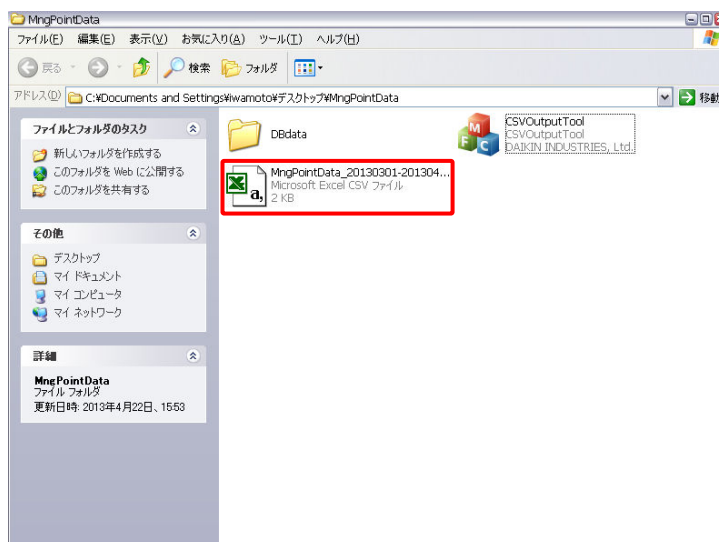 MngPointData
ファイル(F) 編集(E) 表示(V) お気に入り(A) ツール(T) ヘルプ(H)
戻る 検索 フォルダ
アドレス(D) C:¥Documents and Settings¥iwamoto¥デスクトップ¥MngPointData 移動
ファイルとフォルダのタスク
新しいフォルダを作成する
このフォルダを Web に公開する
このフォルダを共有する
その他
デスクトップ
マイ ドキュメント
マイ コンピュータ
マイ ネットワーク
詳細
MngPointData
ファイル フォルダ
更新日時: 2013年4月22日、15:53
DBdata
CSVOutputTool
CSVOutputTool
DAIKIN INDUSTRIES, Ltd.
MngPointData_20130301-201304...
Microsoft Excel CSV ファイル
2 KB